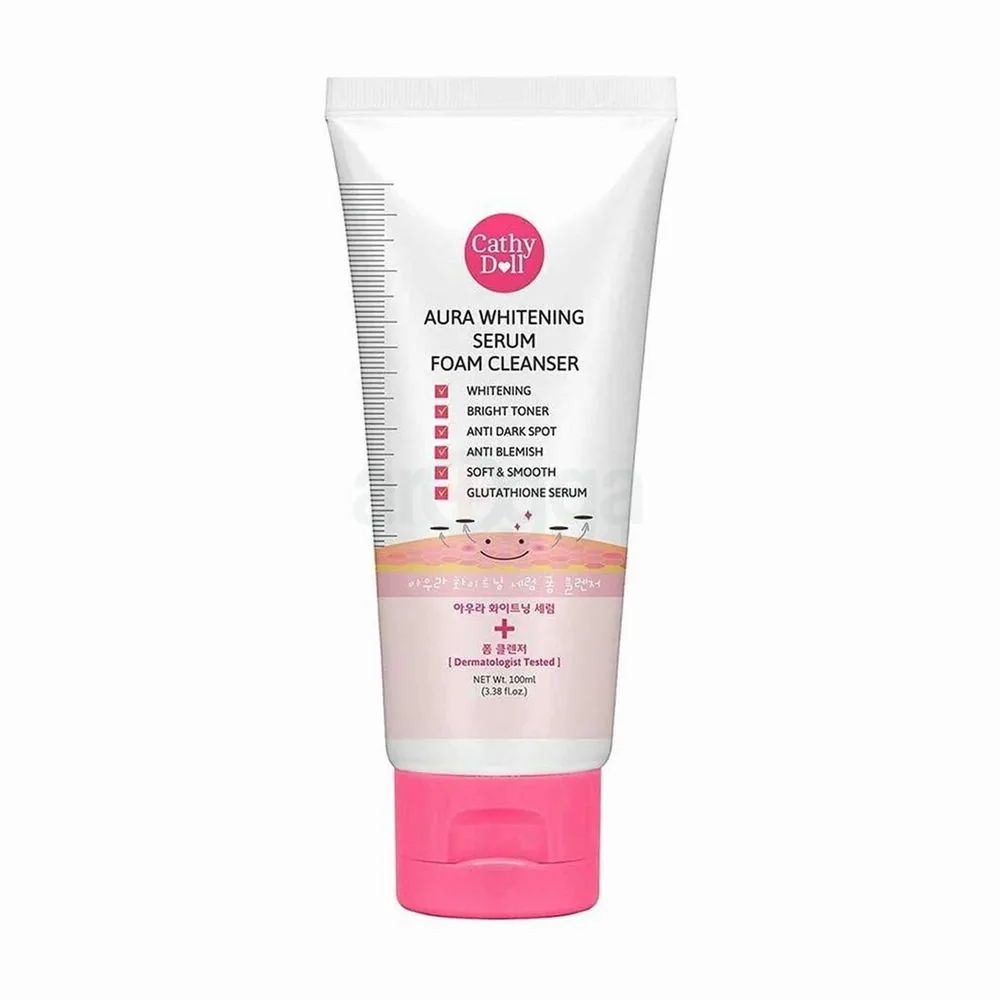 Cathy
Doll
AURA WHITENING
SERUM
FOAM CLEANSER
WHITENING
BRIGHT TONER
ANTI DARK SPOT
ANTI BLEMISH
SOFT & SMOOTH
GLUTATHIONE SERUM
아우라 화이트닝 세럼 폼 클렌저
아우라 화이트닝 세럼
+
폼 클렌저
[ Dermatologist Tested ]
NET Wt. 100ml
(3.38 fl.oz.)